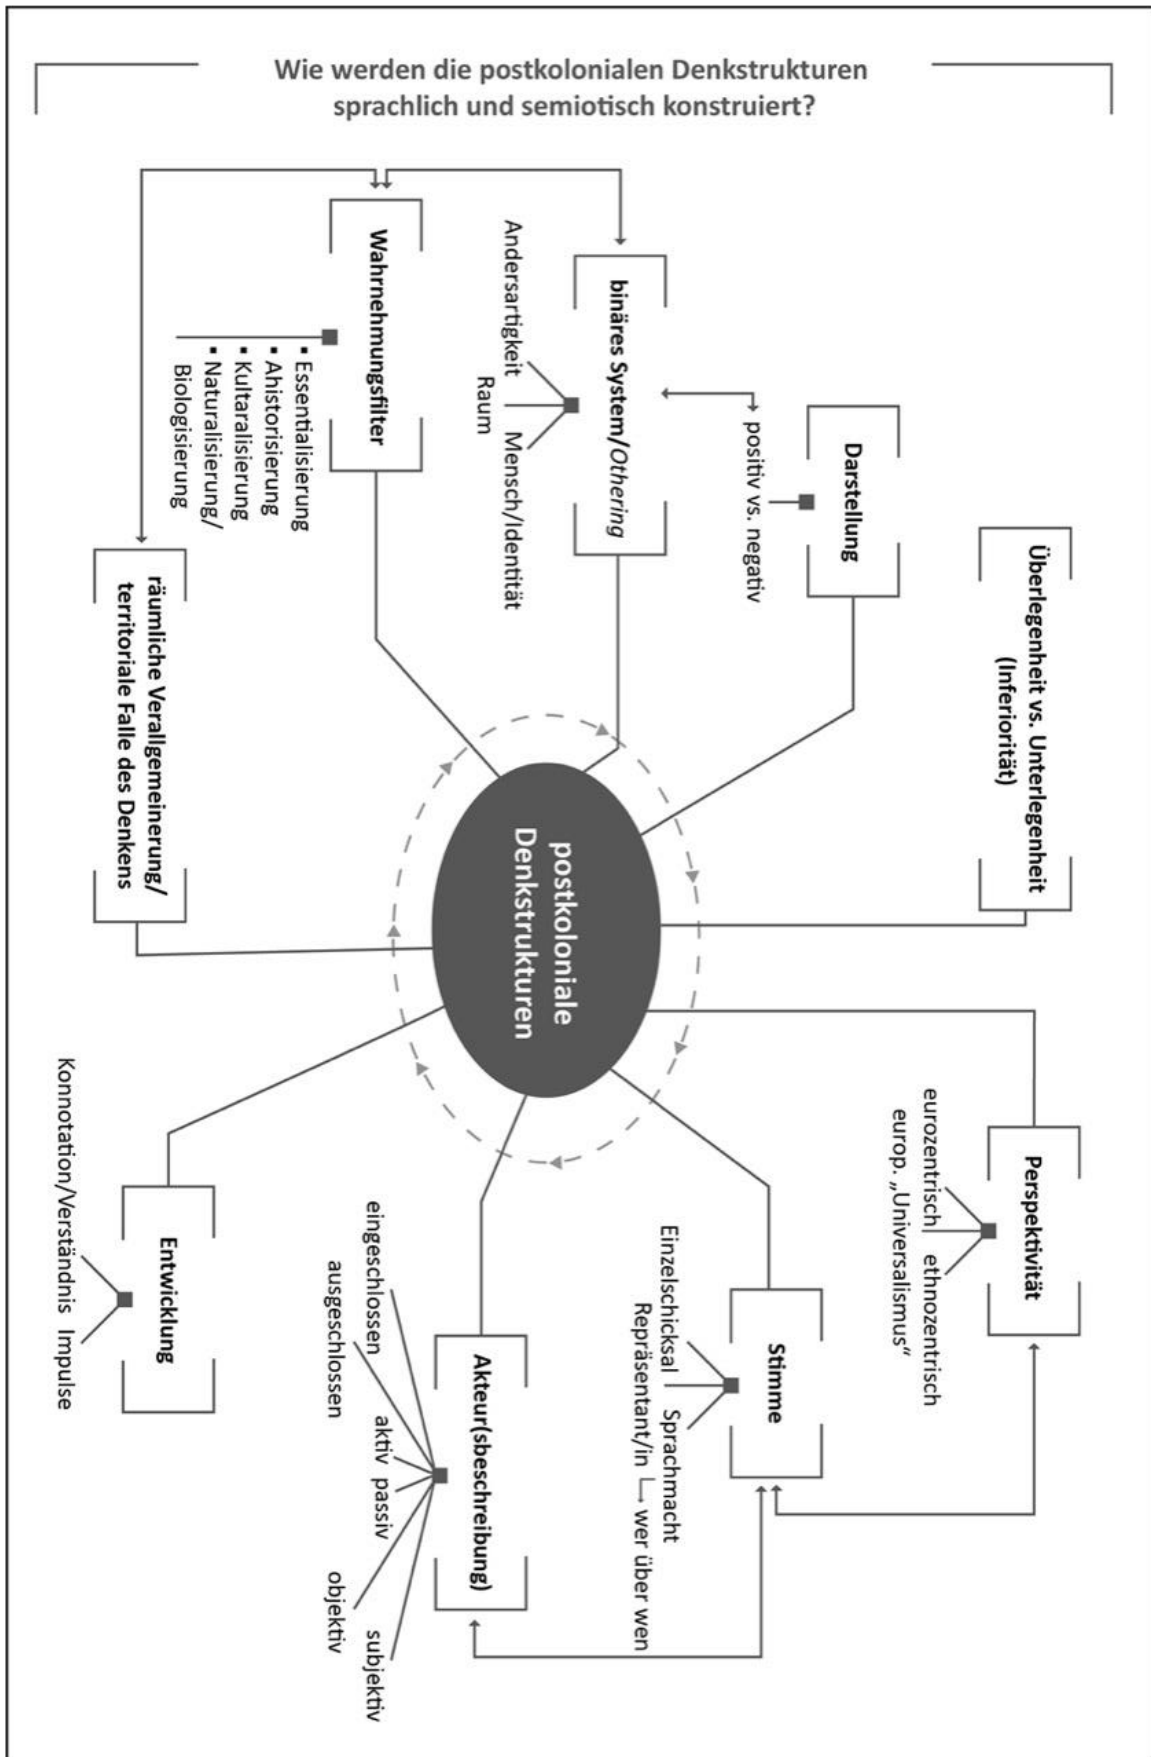 Wie werden die postkolonialen Denkstrukturen
sprachlich und semiotisch konstruiert?
Überlegenheit vs. Unterlegenheit
(Inferiorität)
Darstellung
positiv vs. negativ
binäres System/Othering
Andersartigkeit
Raum
Mensch/Identität
Wahrnehmungsfilter
▪ Essentialisierung
▪ Ahistorisierung
▪ Kultaralisierung
▪ Naturalisierung/
Biologisierung
räumliche Verallgemeinerung/
territoriale Falle des Denkens
postkoloniale
Denkstrukturen
Perspektivität
eurozentrisch
ethnozentrisch
europ. „Universalismus“
Stimme
Einzelschicksal
Sprachmacht
Repräsentant/in
wer über wen
Akteur(sbeschreibung)
eingeschlossen
ausgeschlossen
aktiv
passiv
objektiv
subjektiv
Entwicklung
Konnotation/Verständnis
Impulse